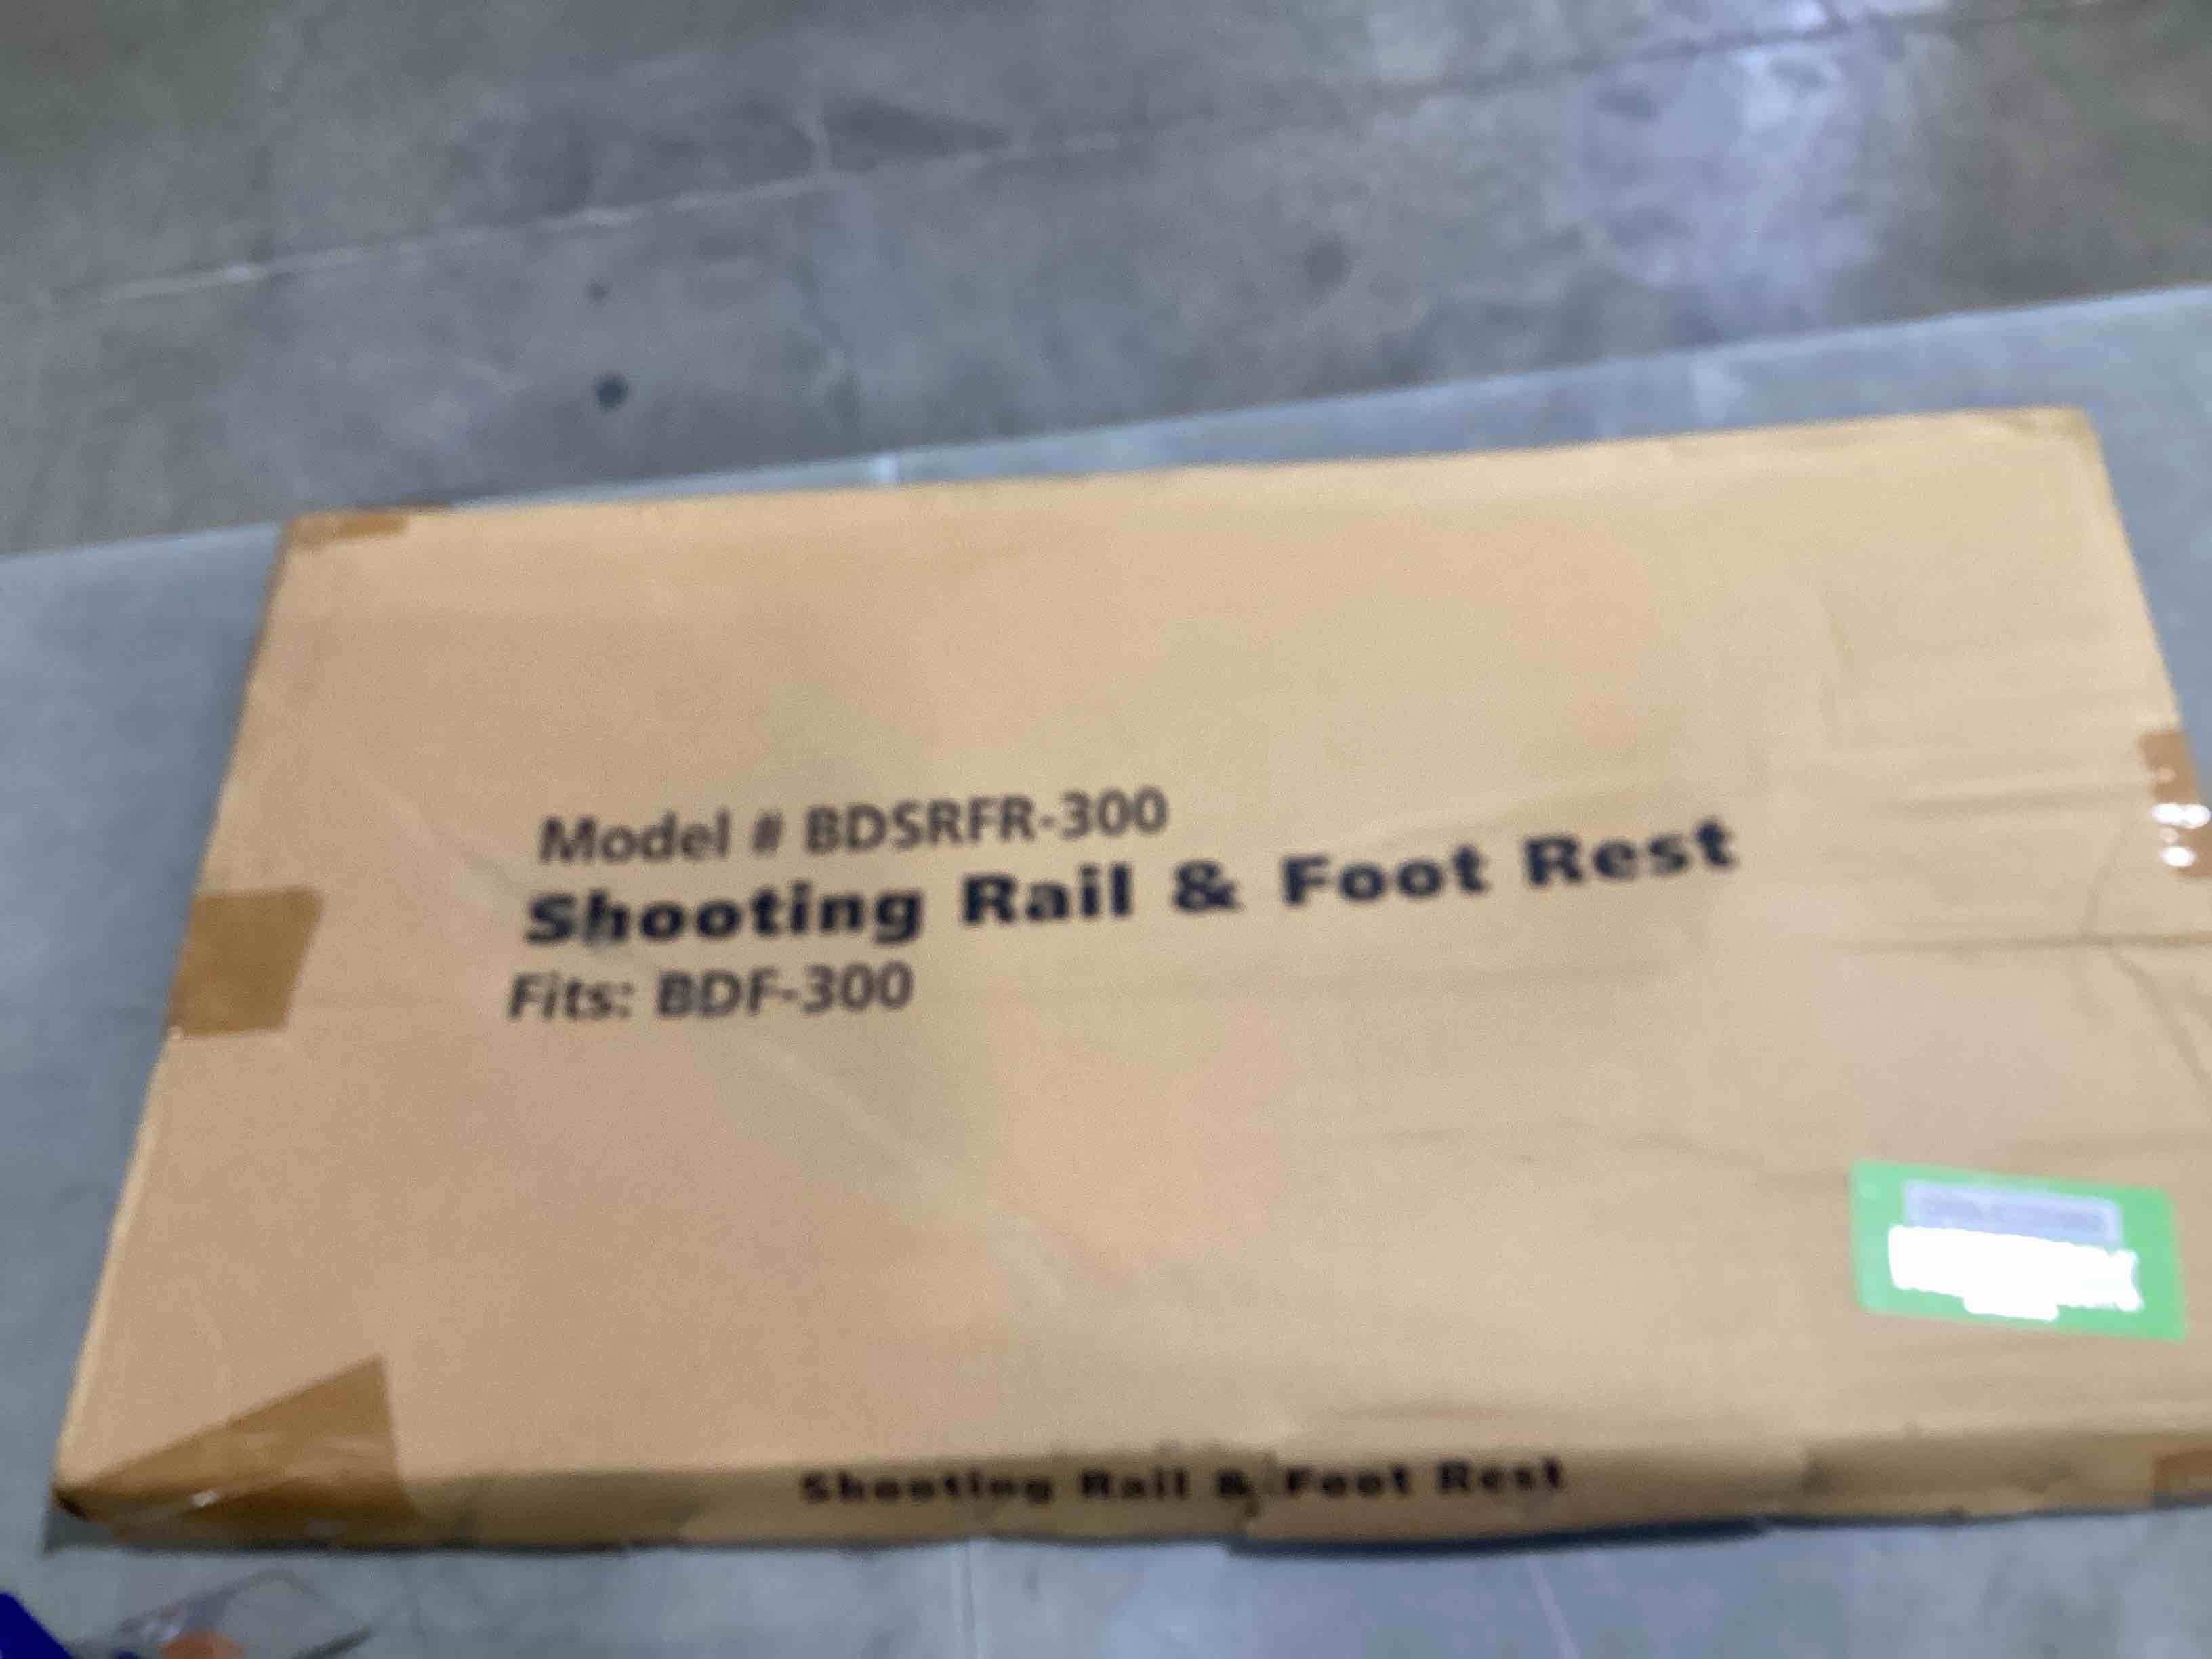 Model # BDSRFR-300
Shooting Rail & Foot Rest
Fits: BDF-300
Shooting Rail & Foot Rest